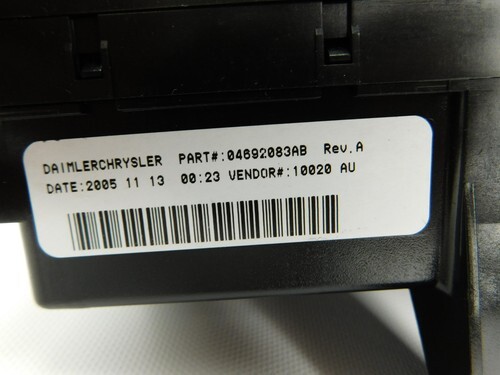 DAIMLERCHRYSLER PART#:04692083AB Rev.A
DATE:2005 11 13 00:23 VENDOR#:10020 AU